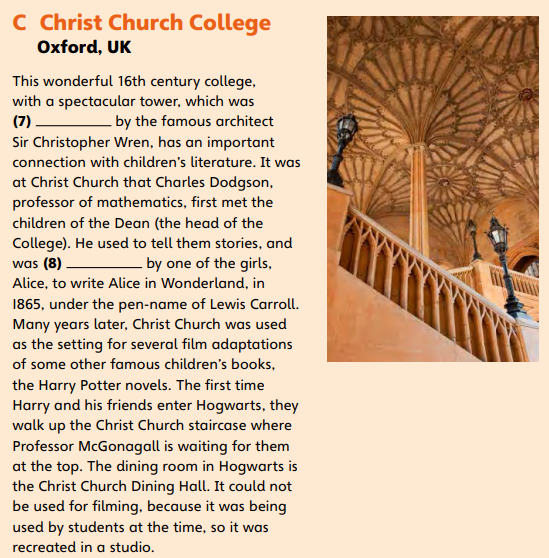 C Christ Church College
Oxford, UK
This wonderful 16th century college,
with a spectacular tower, which was
(7) ____________ by the famous architect
Sir Christopher Wren, has an important
connection with children's literature. It was
at Christ Church that Charles Dodgson,
professor of mathematics, first met the
children of the Dean (the head of the
College). He used to tell them stories, and
was (8) ____________ by one of the girls,
Alice, to write Alice in Wonderland, in
1865, under the pen-name of Lewis Carroll.
Many years later, Christ Church was used
as the setting for several film adaptations
of some other famous children's books,
the Harry Potter novels. The first time
Harry and his friends enter Hogwarts, they
walk up the Christ Church staircase where
Professor McGonagall is waiting for them
at the top. The dining room in Hogwarts is
the Christ Church Dining Hall. It could not
be used for filming, because it was being
used by students at the time, so it was
recreated in a studio.